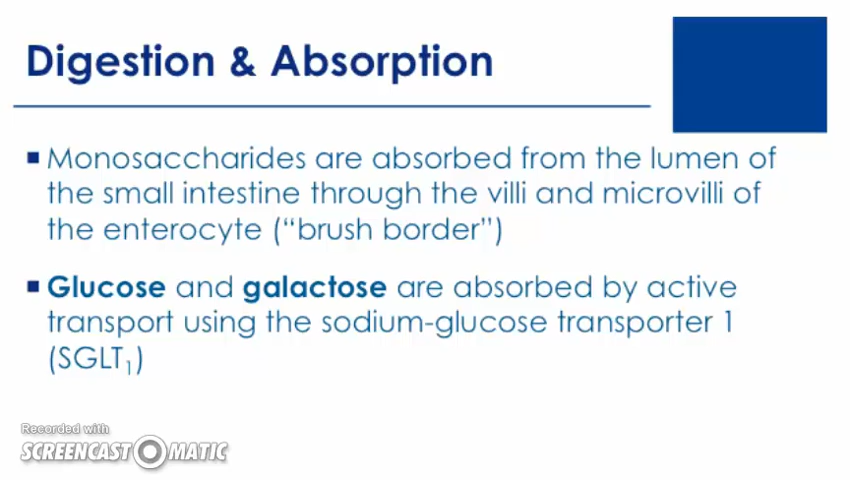 Digestion & Absorption
Monosaccharides are absorbed from the lumen of
the small intestine through the villi and microvilli of
the enterocyte (“brush border”)
Glucose and galactose are absorbed by active
transport using the sodium-glucose transporter 1
(SGLT₁)
Recorded with
SCREENCAST MATIC